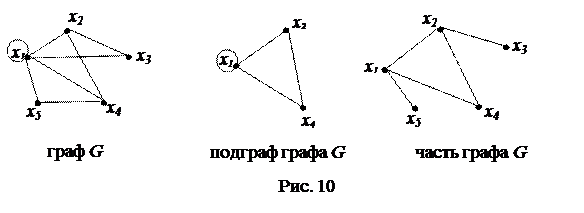 x₂
x₁
x₃
x₅
x₄
граф G
x₂
x₁
x₄
подграф графа G
x₂
x₃
x₁
x₄
x₅
часть графа G
Рис. 10